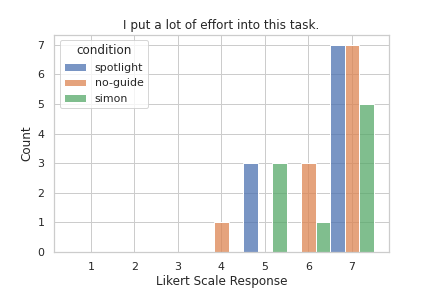 I put a lot of effort into this task.
condition
spotlight
no-guide
simon
7
6
5
4
3
2
1
0
Count
1 2 3 4 5 6 7
Likert Scale Response